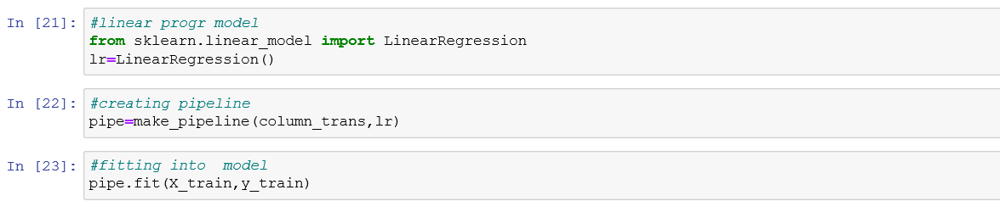 In [21]: #linear progr model
from sklearn.linear_model import LinearRegression
lr=LinearRegression()
In [22]: #creating pipeline
pipe=make_pipeline(column_trans,lr)
In [23]: #fitting into  model
pipe.fit(X_train,y_train)